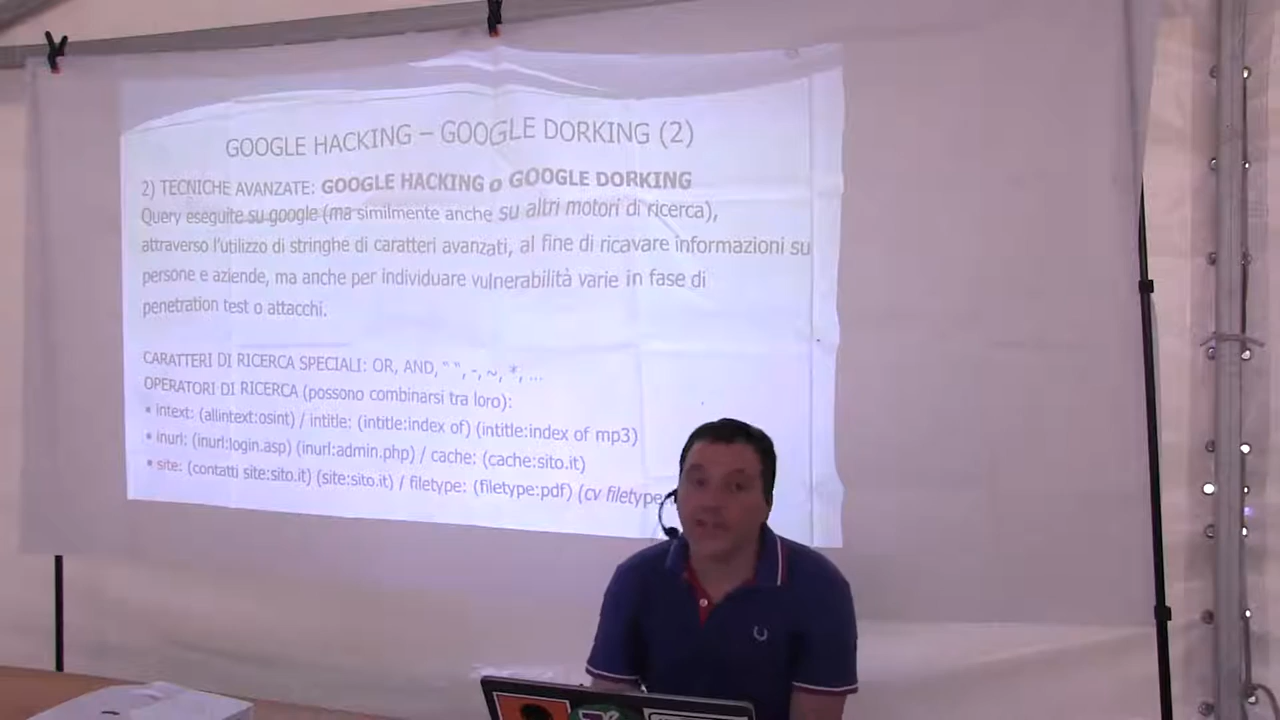 GOOGLE HACKING – GOOGLE DORKING (2)
2) TECNICHE AVANZATE: GOOGLE HACKING o GOOGLE DORKING
Query eseguite su google (ma similmente anche su altri motori di ricerca),
attraverso l'utilizzo di stringhe di caratteri avanzati, al fine di ricavare informazioni su
persone e aziende, ma anche per individuare vulnerabilità varie in fase di
penetration test o attacchi.
CARATTERI DI RICERCA SPECIALI: OR, AND, " ", -, ~, *, ...
OPERATORI DI RICERCA (possono combinarsi tra loro):
▪ intext: (allintext:osint) / intitle: (intitle:index of) (intitle:index of mp3)
▪ inurl: (inurl:login.asp) (inurl:admin.php) / cache: (cache:sito.it)
▪ site: (contatti site:sito.it) (site:sito.it) / filetype: (filetype:pdf) (cv filetype